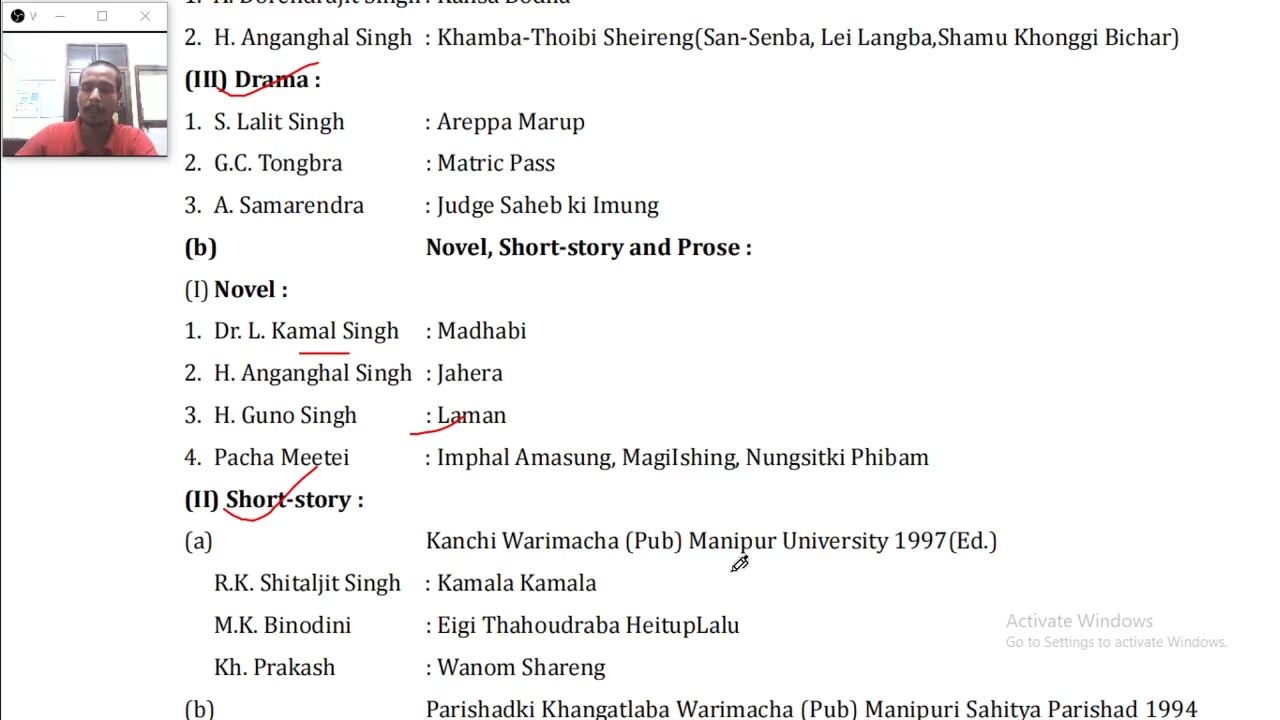 1. A. Dorendrajit Singh : Kansa Bodha
2. H. Anganghal Singh : Khamba-Thoibi Sheireng(San-Senba, Lei Langba,Shamu Khonggi Bichar)
(III) Drama :
1. S. Lalit Singh : Areppa Marup
2. G.C. Tongbra : Matric Pass
3. A. Samarendra : Judge Saheb ki Imung
(b) Novel, Short-story and Prose :
(I) Novel :
1. Dr. L. Kamal Singh : Madhabi
2. H. Anganghal Singh : Jahera
3. H. Guno Singh : Laman
4. Pacha Meetei : Imphal Amasung, MagiIshing, Nungsitki Phibam
(II) Short-story :
(a) Kanchi Warimacha (Pub) Manipur University 1997(Ed.)
R.K. Shitaljit Singh : Kamala Kamala
M.K. Binodini : Eigi Thahoudraba HeitupLalu
Kh. Prakash : Wanom Shareng
(b) Parishadki Khangatlaba Warimacha (Pub) Manipuri Sahitya Parishad 1994
Activate Windows
Go to Settings to activate Windows.